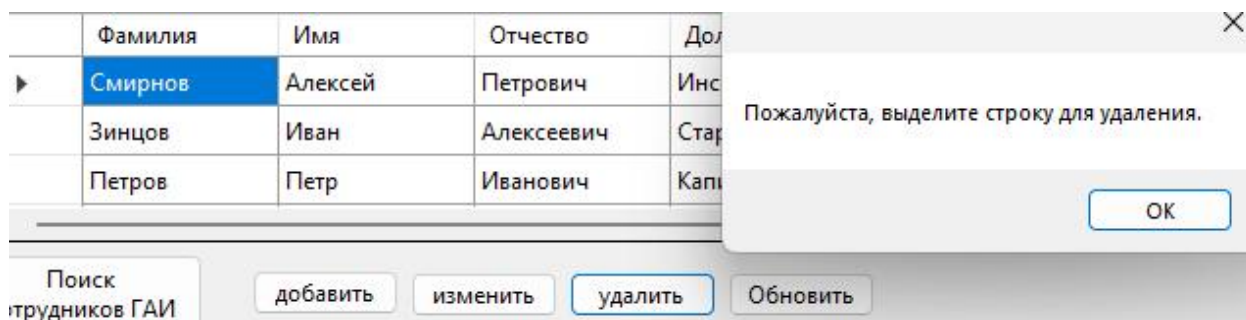 Фамилия Имя Отчество
Смирнов Алексей Петрович
Зинцов Иван Алексеевич
Петров Петр Иванович
Пожалуйста, выделите строку для удаления.
OK
Поиск
добавить изменить удалить Обновить
ГАИ